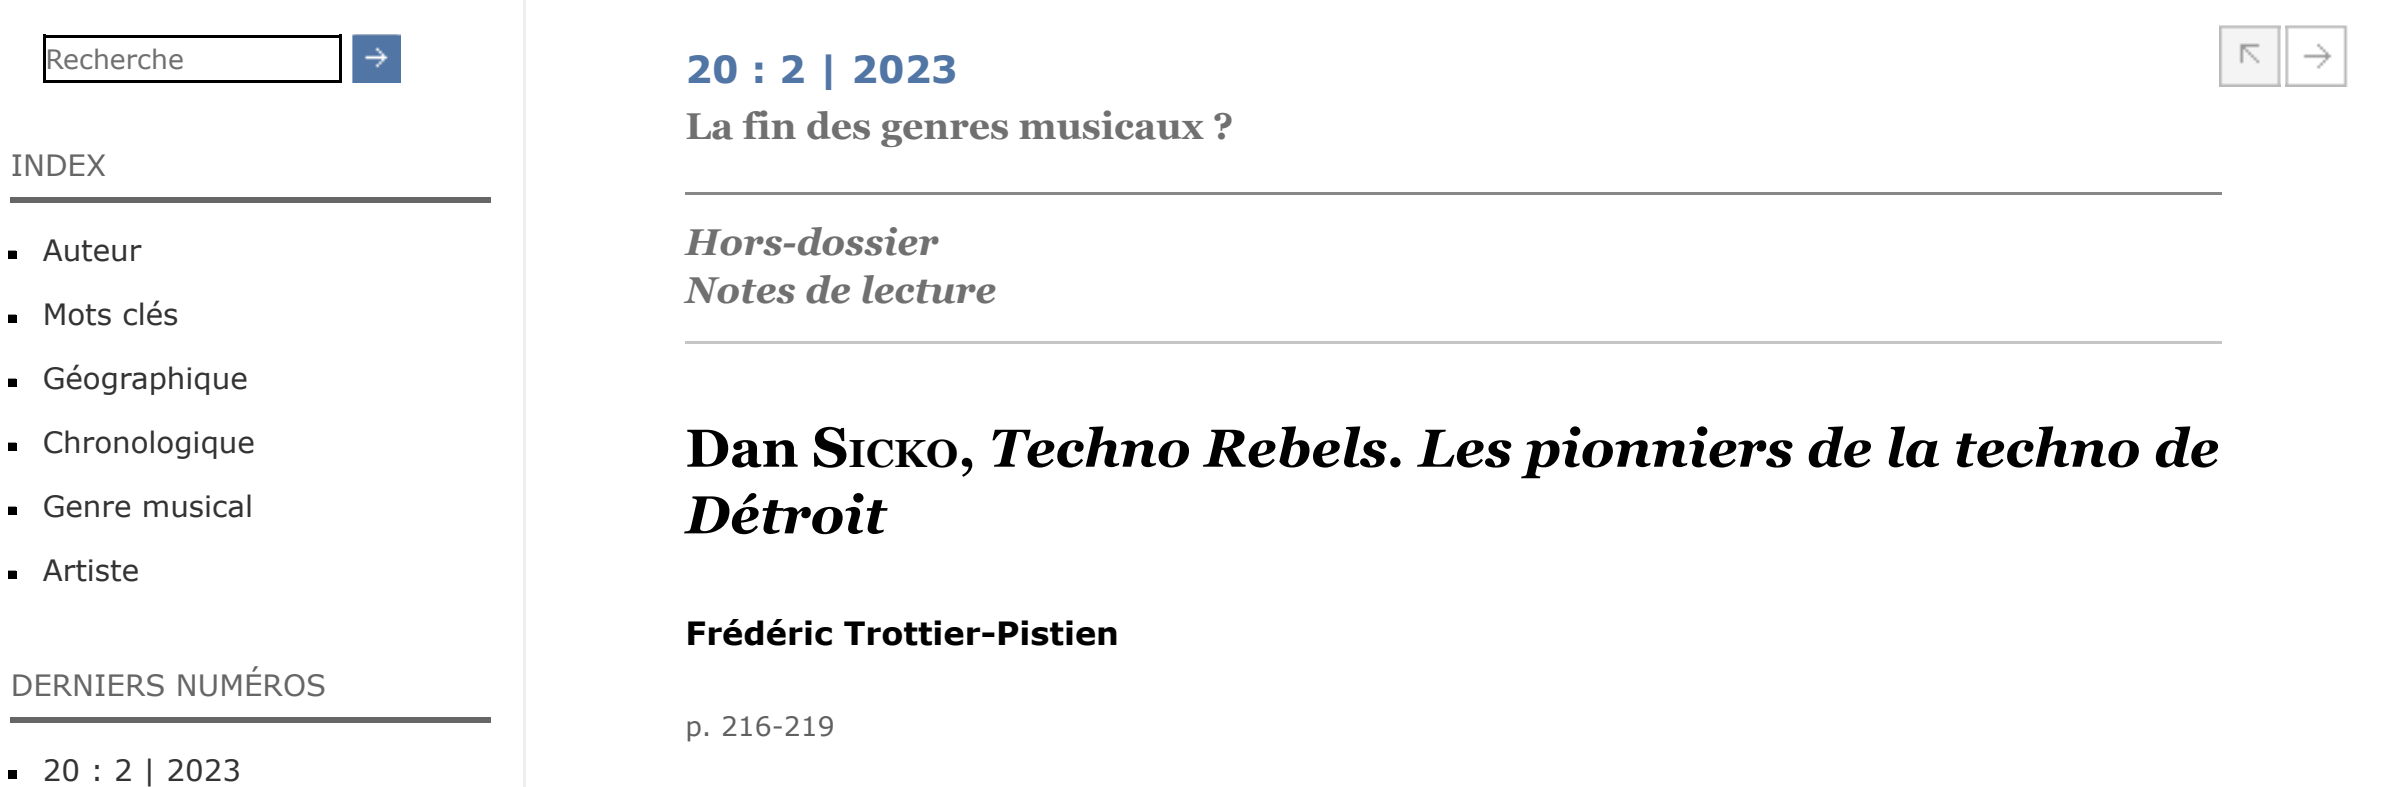 Recherche
INDEX
Auteur
Mots clés
Géographique
Chronologique
Genre musical
Artiste
DERNIERS NUMÉROS
20 : 2 | 2023
20 : 2 | 2023
La fin des genres musicaux ?
Hors-dossier
Notes de lecture
Dan Sicko, Techno Rebels. Les pionniers de la techno de
Détroit
Frédéric Trottier-Pistien
p. 216-219